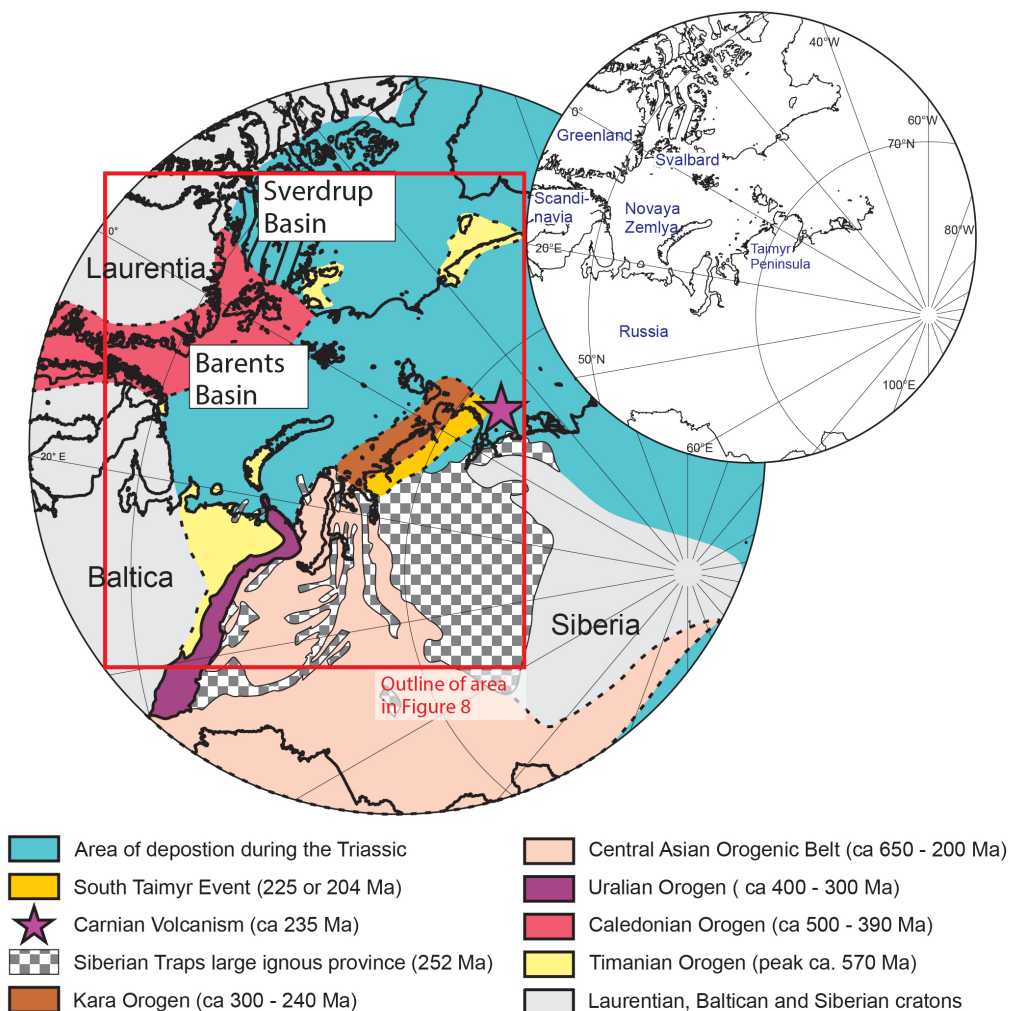 40°W
0°
60°W
70°N
Greenland
Svalbard
Scandi-
navia
Novaya
Zemlya
20°E
Taimyr
Peninsula
80°W
Russia
50°N
100°E
60°E
Sverdrup
Basin
0°
Laurentia
Barents
Basin
20° E
Baltica
Siberia
Outline of area
in Figure 8
Area of depostion during the Triassic
South Taimyr Event (225 or 204 Ma)
Carnian Volcanism (ca 235 Ma)
Siberian Traps large ignous province (252 Ma)
Kara Orogen (ca 300 - 240 Ma)
Central Asian Orogenic Belt (ca 650 - 200 Ma)
Uralian Orogen ( ca 400 - 300 Ma)
Caledonian Orogen (ca 500 - 390 Ma)
Timanian Orogen (peak ca. 570 Ma)
Laurentian, Baltican and Siberian cratons